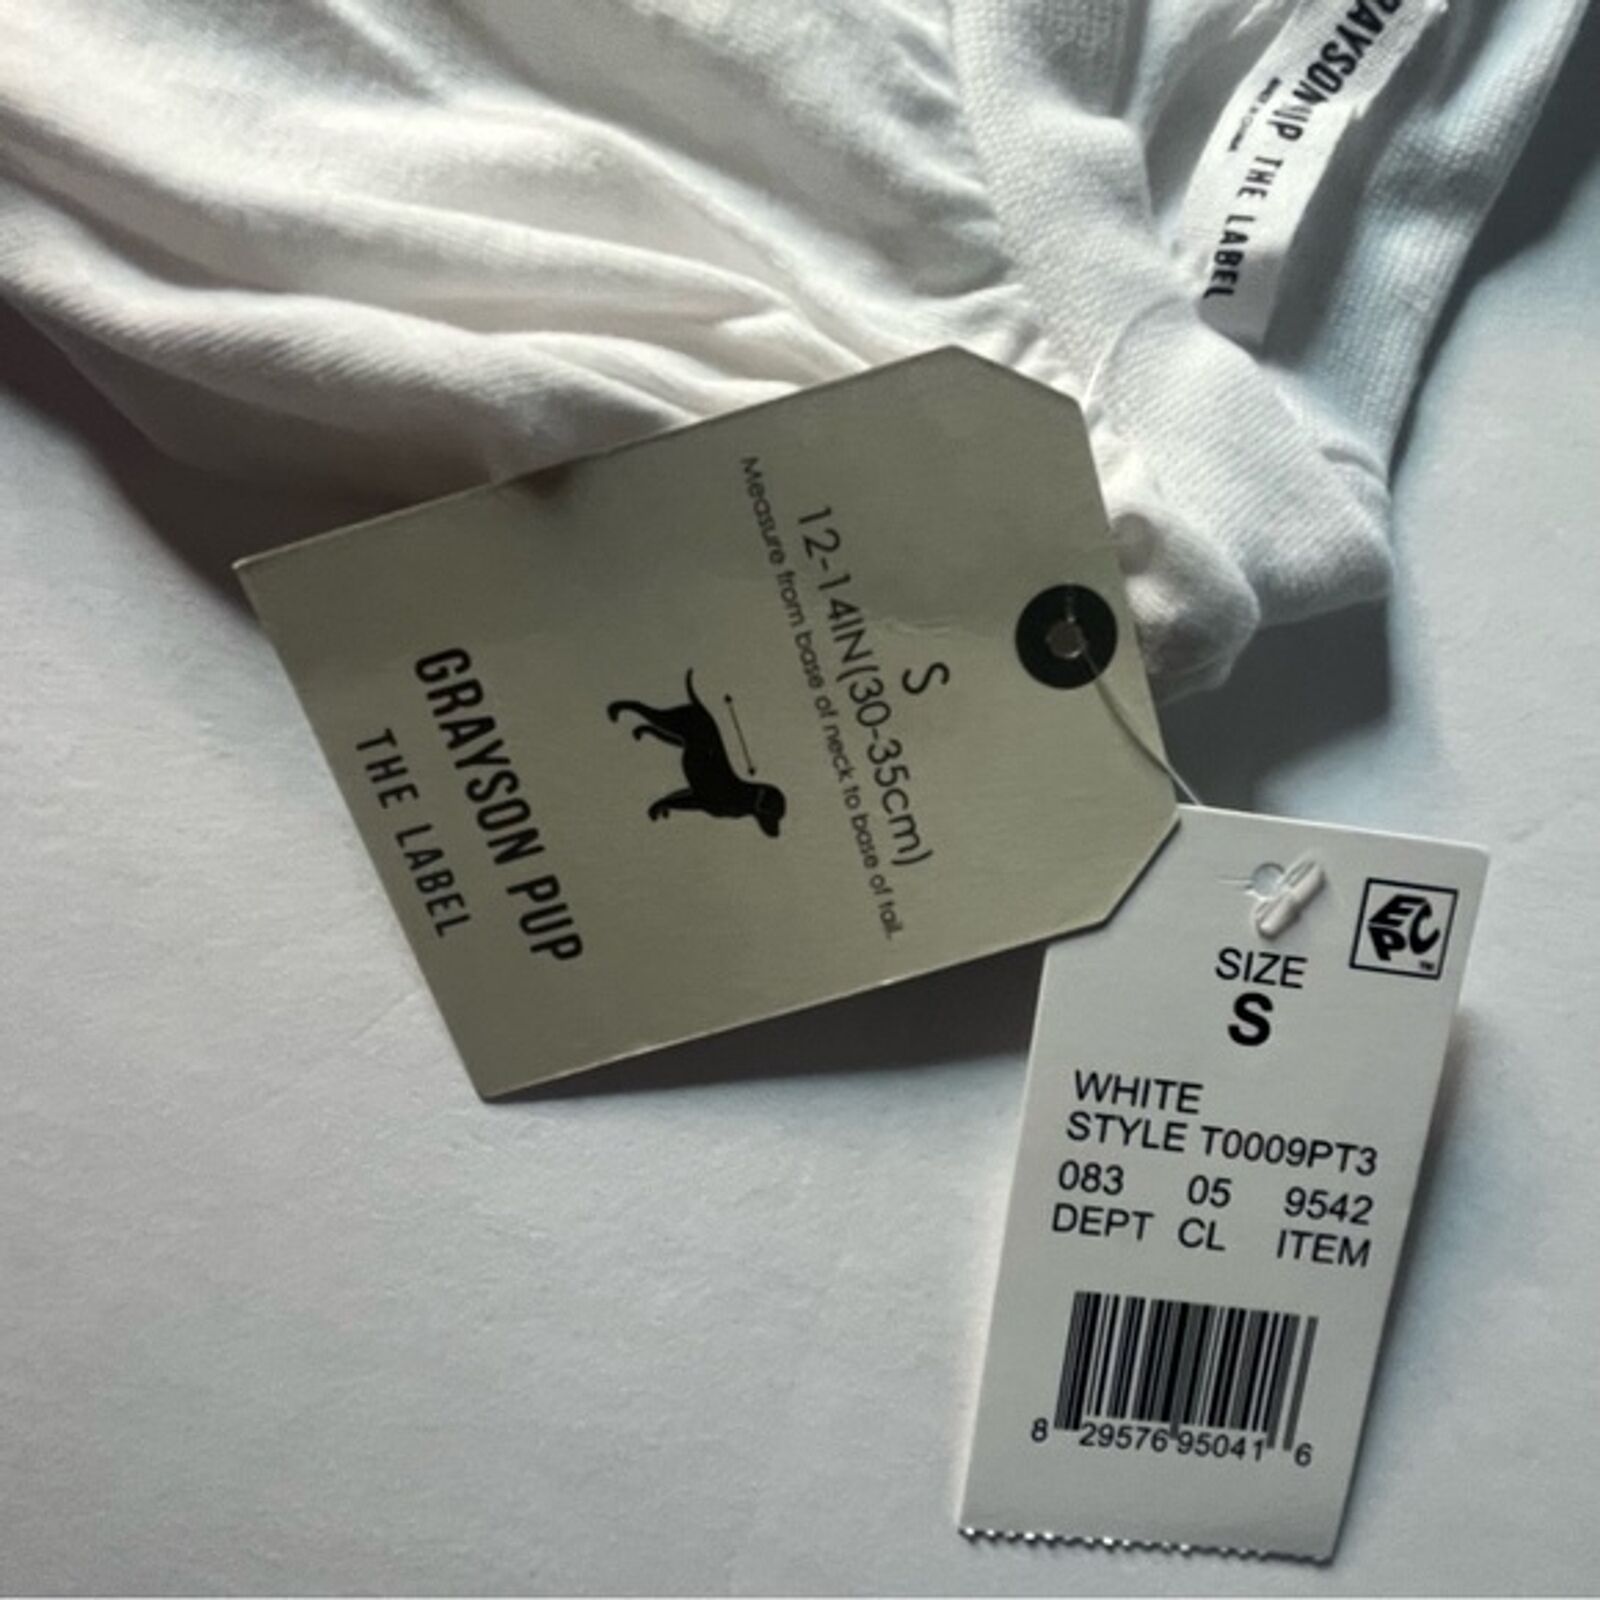 GRAYSON PUP THE LABEL
S
12-14IN(30-35cm)
Measure from base of neck to base of tail.
GRAYSON PUP
THE LABEL
EPC™
SIZE
S
WHITE
STYLE T0009PT3
083 05 9542
DEPT CL ITEM
8 29576 95041 6